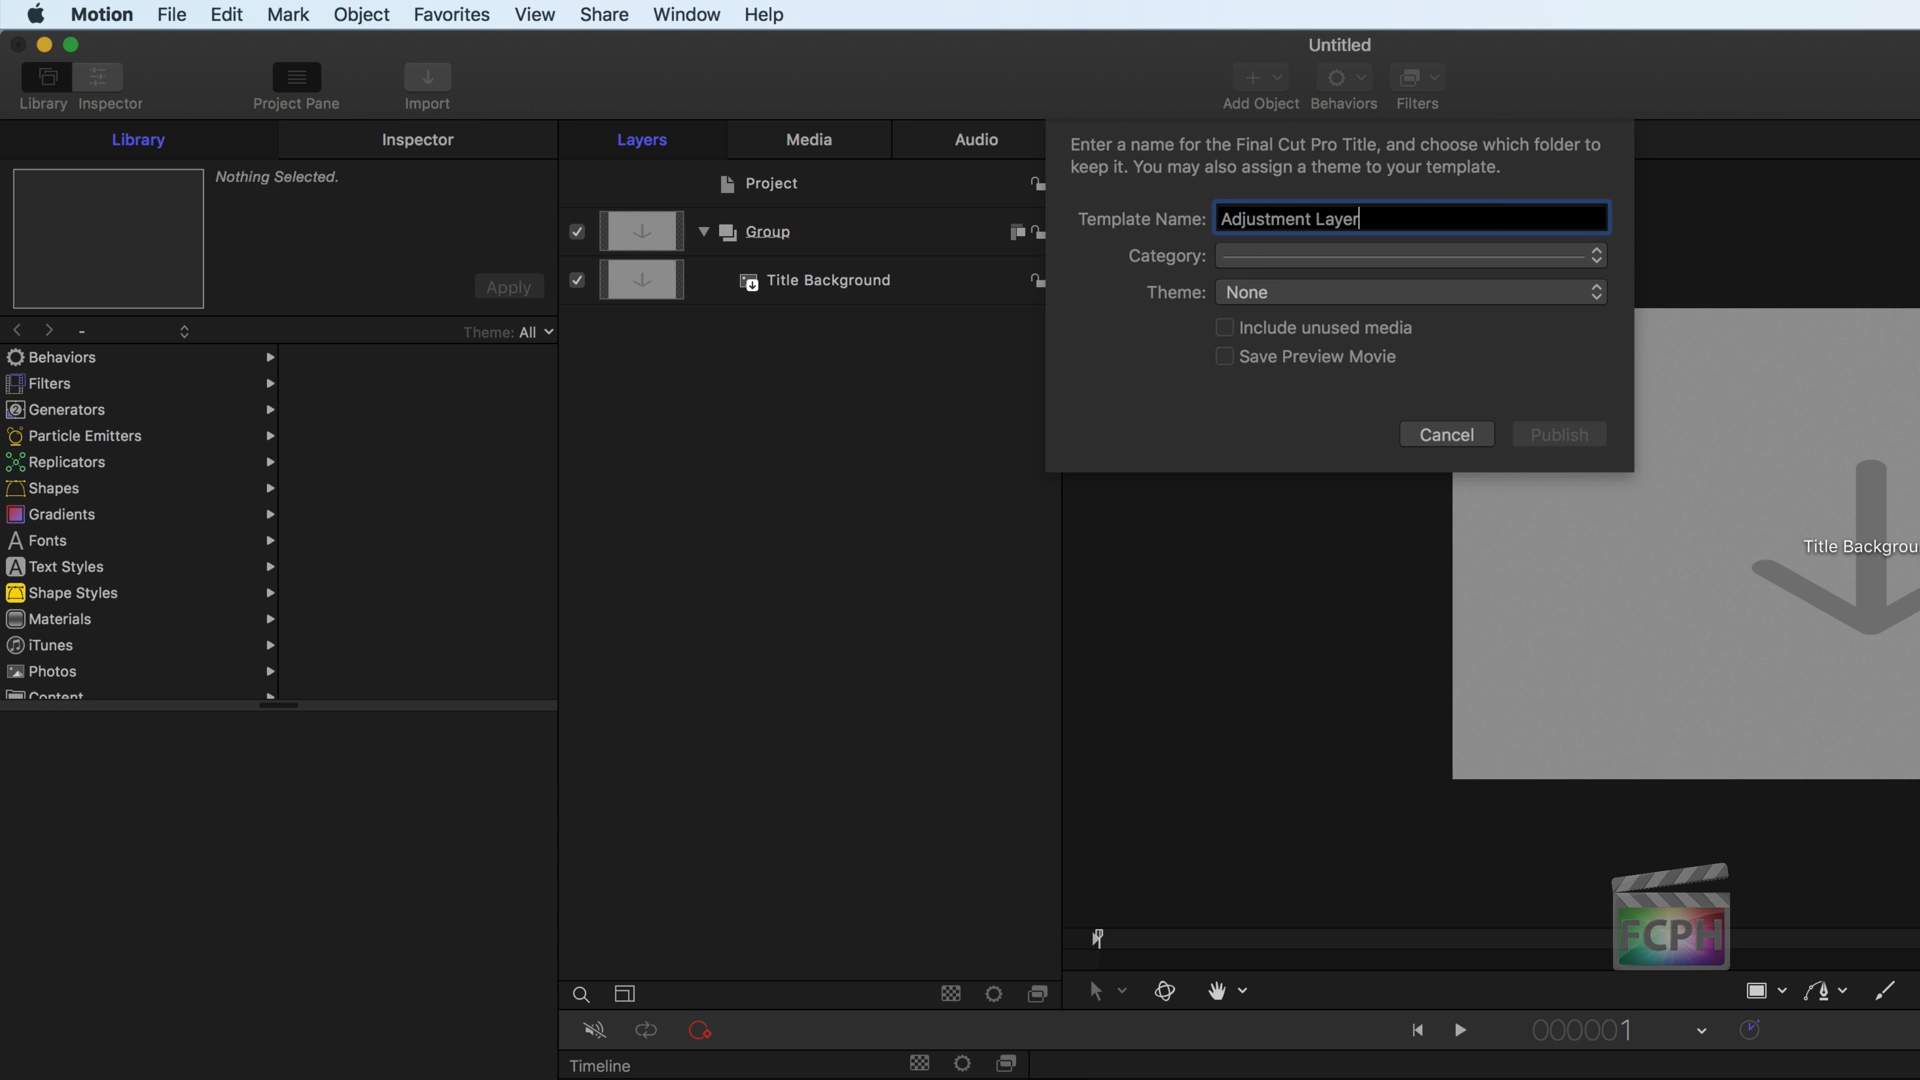 Motion File Edit Mark Object Favorites View Share Window Help
Untitled
Library Inspector Project Pane Import Add Object Behaviors Filters
Library Inspector Layers Media Audio
Nothing Selected.
Apply
- Theme: All
Behaviors
Filters
Generators
Particle Emitters
Replicators
Shapes
Gradients
Fonts
Text Styles
Shape Styles
Materials
iTunes
Photos
Content
Project
Group
Title Background
Enter a name for the Final Cut Pro Title, and choose which folder to
keep it. You may also assign a theme to your template.
Template Name: Adjustment Layer
Category:
Theme: None
Include unused media
Save Preview Movie
Cancel Publish
Title Backgrou
FCPH
000001
Timeline